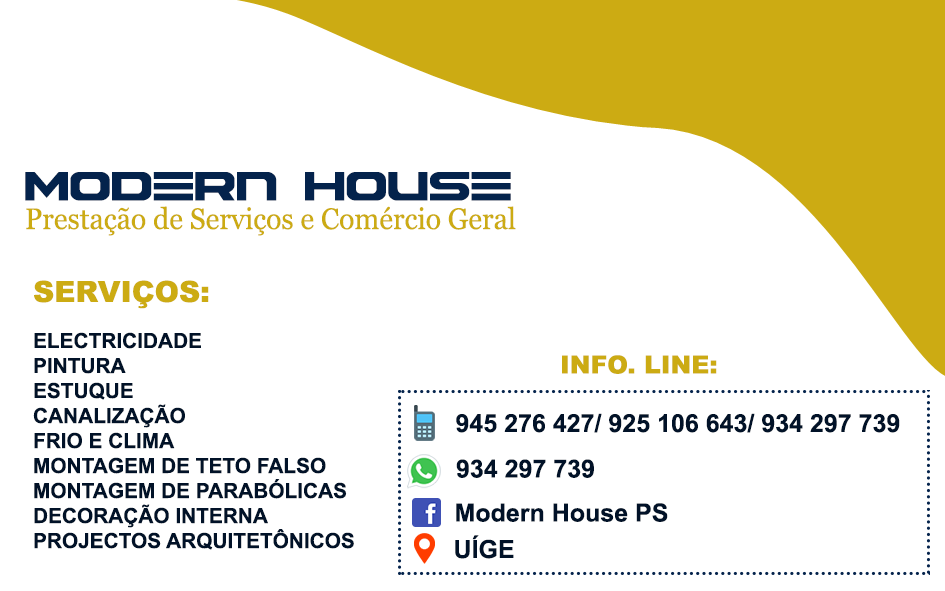 MODERN HOUSE
Prestação de Serviços e Comércio Geral
SERVIÇOS:
ELECTRICIDADE
PINTURA
ESTUQUE
CANALIZAÇÃO
FRIO E CLIMA
MONTAGEM DE TETO FALSO
MONTAGEM DE PARABÓLICAS
DECORAÇÃO INTERNA
PROJECTOS ARQUITETÔNICOS
INFO. LINE:
945 276 427/ 925 106 643/ 934 297 739
934 297 739
Modern House PS
UÍGE